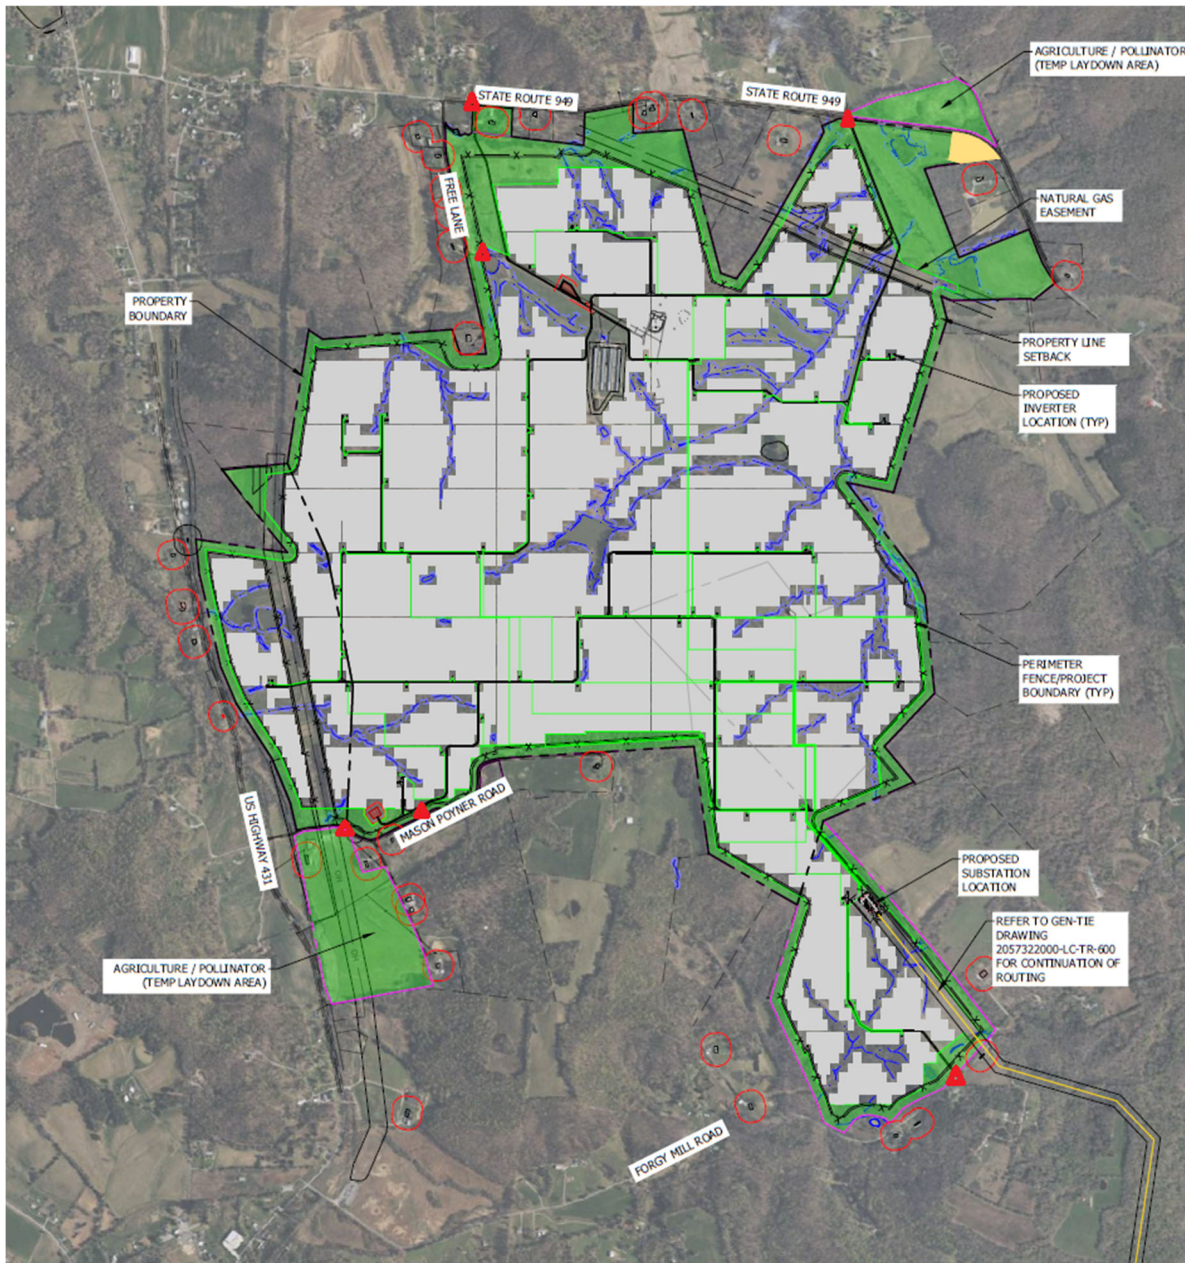 AGRICULTURE / POLLINATOR
(TEMP LAYDOWN AREA)
STATE ROUTE 949
STATE ROUTE 949
FREE LANE
NATURAL GAS
EASEMENT
PROPERTY
BOUNDARY
PROPERTY LINE
SETBACK
PROPOSED
INVERTER
LOCATION (TYP)
PERIMETER
FENCE/PROJECT
BOUNDARY (TYP)
US HIGHWAY 431
MASON POYNER ROAD
PROPOSED
SUBSTATION
LOCATION
REFER TO GEN-TIE
DRAWING
2057322000-LC-TR-600
FOR CONTINUATION OF
ROUTING
AGRICULTURE / POLLINATOR
(TEMP LAYDOWN AREA)
FORGY MILL ROAD